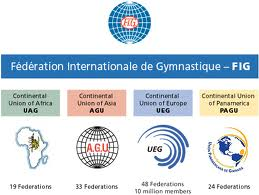 FIG
Fédération Internationale de Gymnastique – FIG
Continental
Union of Africa
UAG
Continental
Union of Asia
AGU
Continental
Union of Europe
UEG
Continental Union
of Panamerica
PAGU
A.G.U
UEG
19 Federations
33 Federations
48 Federations
10 million members
24 Federations